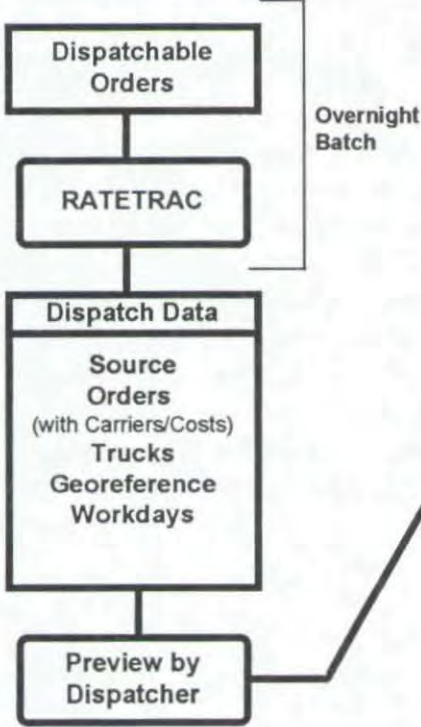 Dispatchable
Orders
Overnight
Batch
RATETRAC
Dispatch Data
Source
Orders
(with Carriers/Costs)
Trucks
Georeference
Workdays
Preview by
Dispatcher